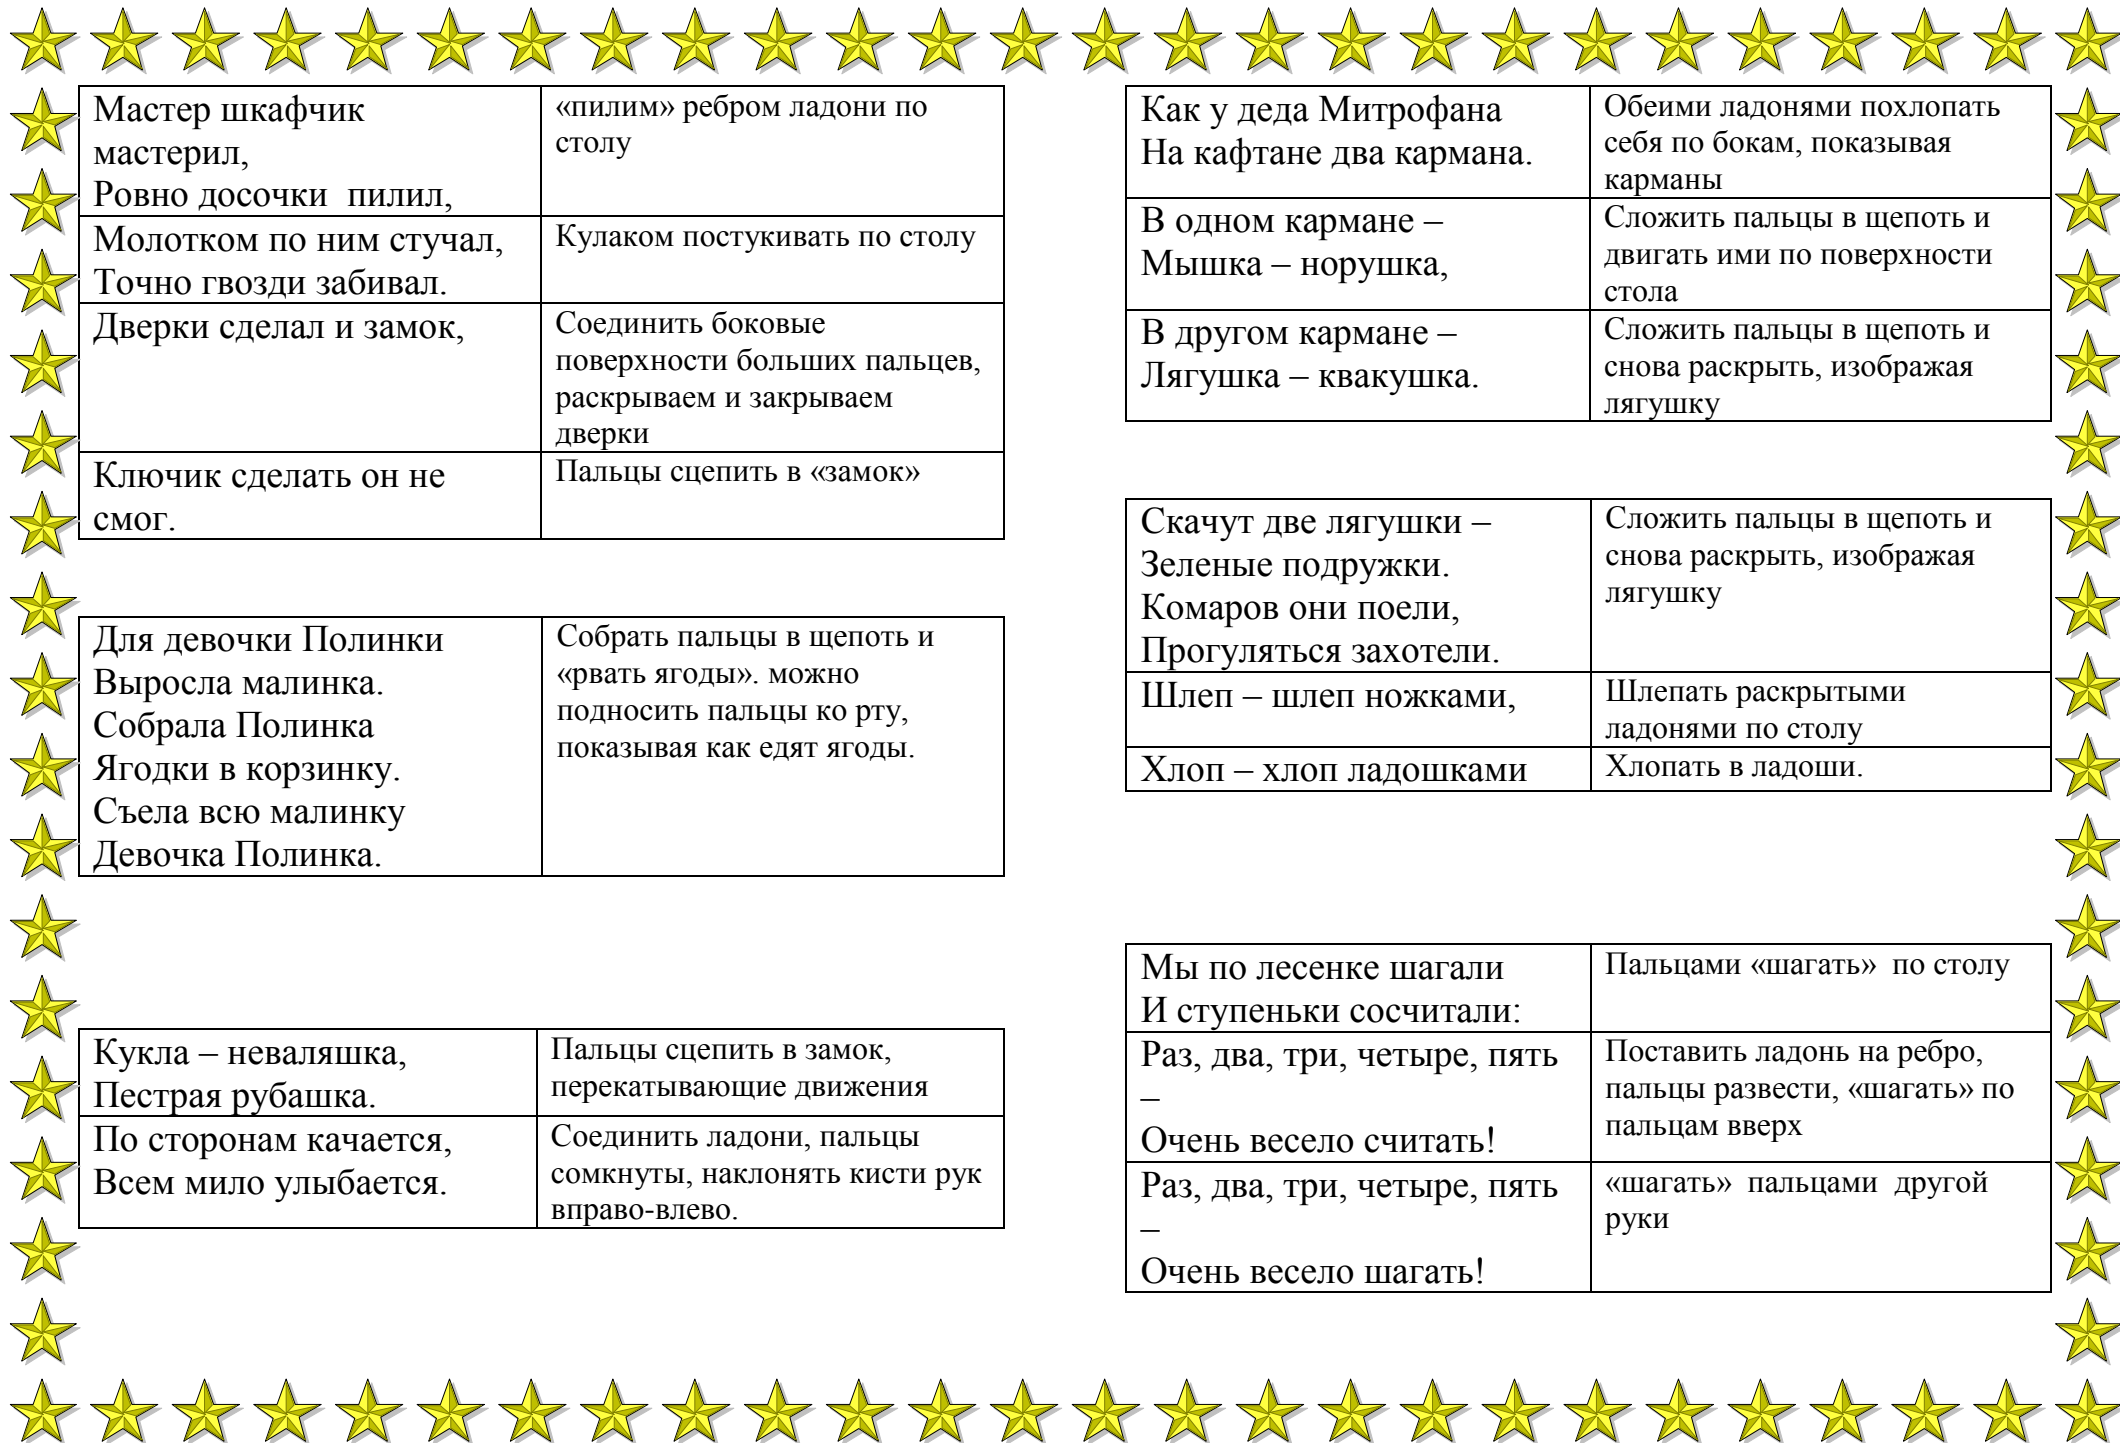 Мастер шкафчик
мастерил,
Ровно досочки  пилил,
«пилим» ребром ладони по
столу
Молотком по ним стучал,
Точно гвозди забивал.
Кулаком постукивать по столу
Дверки сделал и замок,
Соединить боковые
поверхности больших пальцев,
раскрываем и закрываем
дверки
Ключик сделать он не
смог.
Пальцы сцепить в «замок»
Для девочки Полинки
Выросла малинка.
Собрала Полинка
Ягодки в корзинку.
Съела всю малинку
Девочка Полинка.
Собрать пальцы в щепоть и
«рвать ягоды». можно
подносить пальцы ко рту,
показывая как едят ягоды.
Кукла – неваляшка,
Пестрая рубашка.
Пальцы сцепить в замок,
перекатывающие движения
По сторонам качается,
Всем мило улыбается.
Соединить ладони, пальцы
сомкнуты, наклонять кисти рук
вправо-влево.
Как у деда Митрофана
На кафтане два кармана.
Обеими ладонями похлопать
себя по бокам, показывая
карманы
В одном кармане –
Мышка – норушка,
Сложить пальцы в щепоть и
двигать ими по поверхности
стола
В другом кармане –
Лягушка – квакушка.
Сложить пальцы в щепоть и
снова раскрыть, изображая
лягушку
Скачут две лягушки –
Зеленые подружки.
Комаров они поели,
Прогуляться захотели.
Сложить пальцы в щепоть и
снова раскрыть, изображая
лягушку
Шлеп – шлеп ножками,
Шлепать раскрытыми
ладонями по столу
Хлоп – хлоп ладошками
Хлопать в ладоши.
Мы по лесенке шагали
И ступеньки сосчитали:
Пальцами «шагать»  по столу
Раз, два, три, четыре, пять
–
Очень весело считать!
Поставить ладонь на ребро,
пальцы развести, «шагать» по
пальцам вверх
Раз, два, три, четыре, пять
–
Очень весело шагать!
«шагать»  пальцами  другой
руки